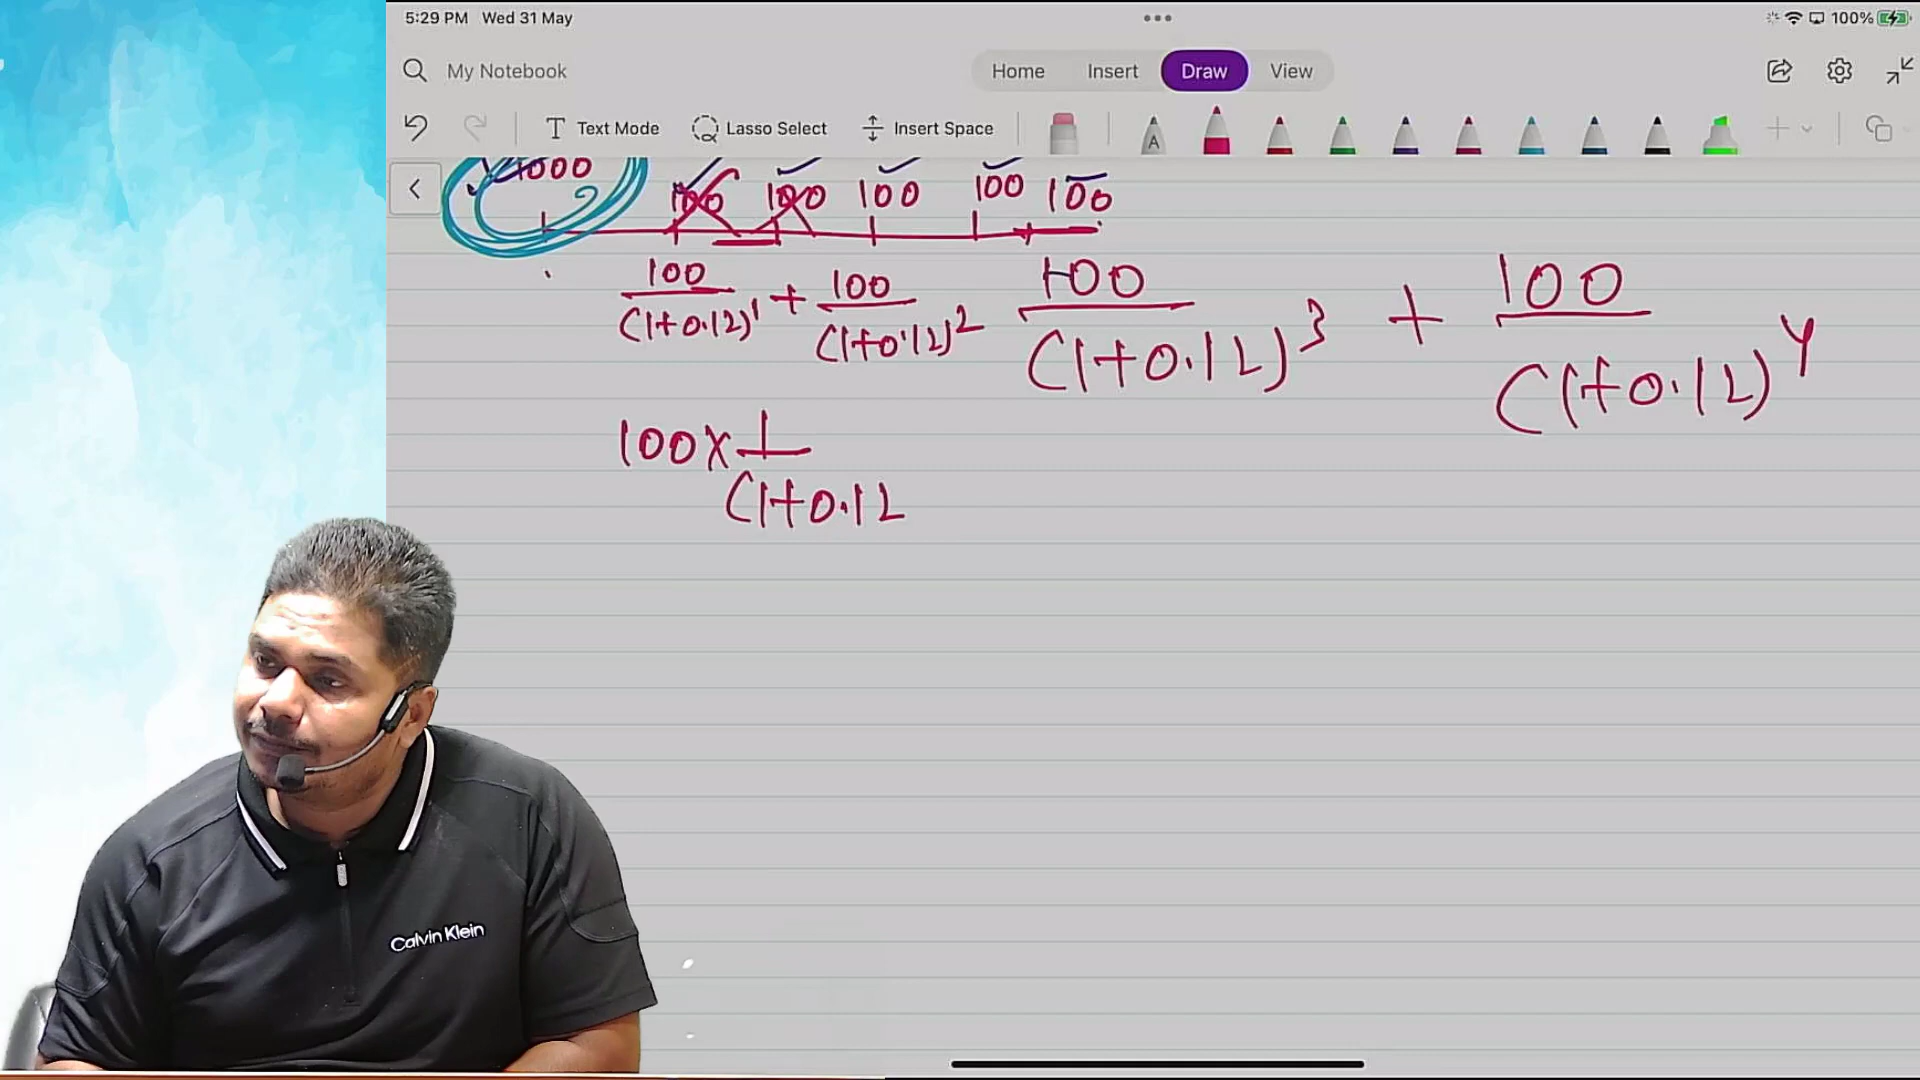 5:29 PM Wed 31 May
100%
My Notebook
Home Insert Draw View
Text Mode Lasso Select Insert Space
A
1000 100 100 100 100 100
100/(1+0.12)^1 + 100/(1+0.12)^2 100/(1+0.12)^3 + 100/(1+0.12)^4
100 x 1/(1+0.12
Calvin Klein